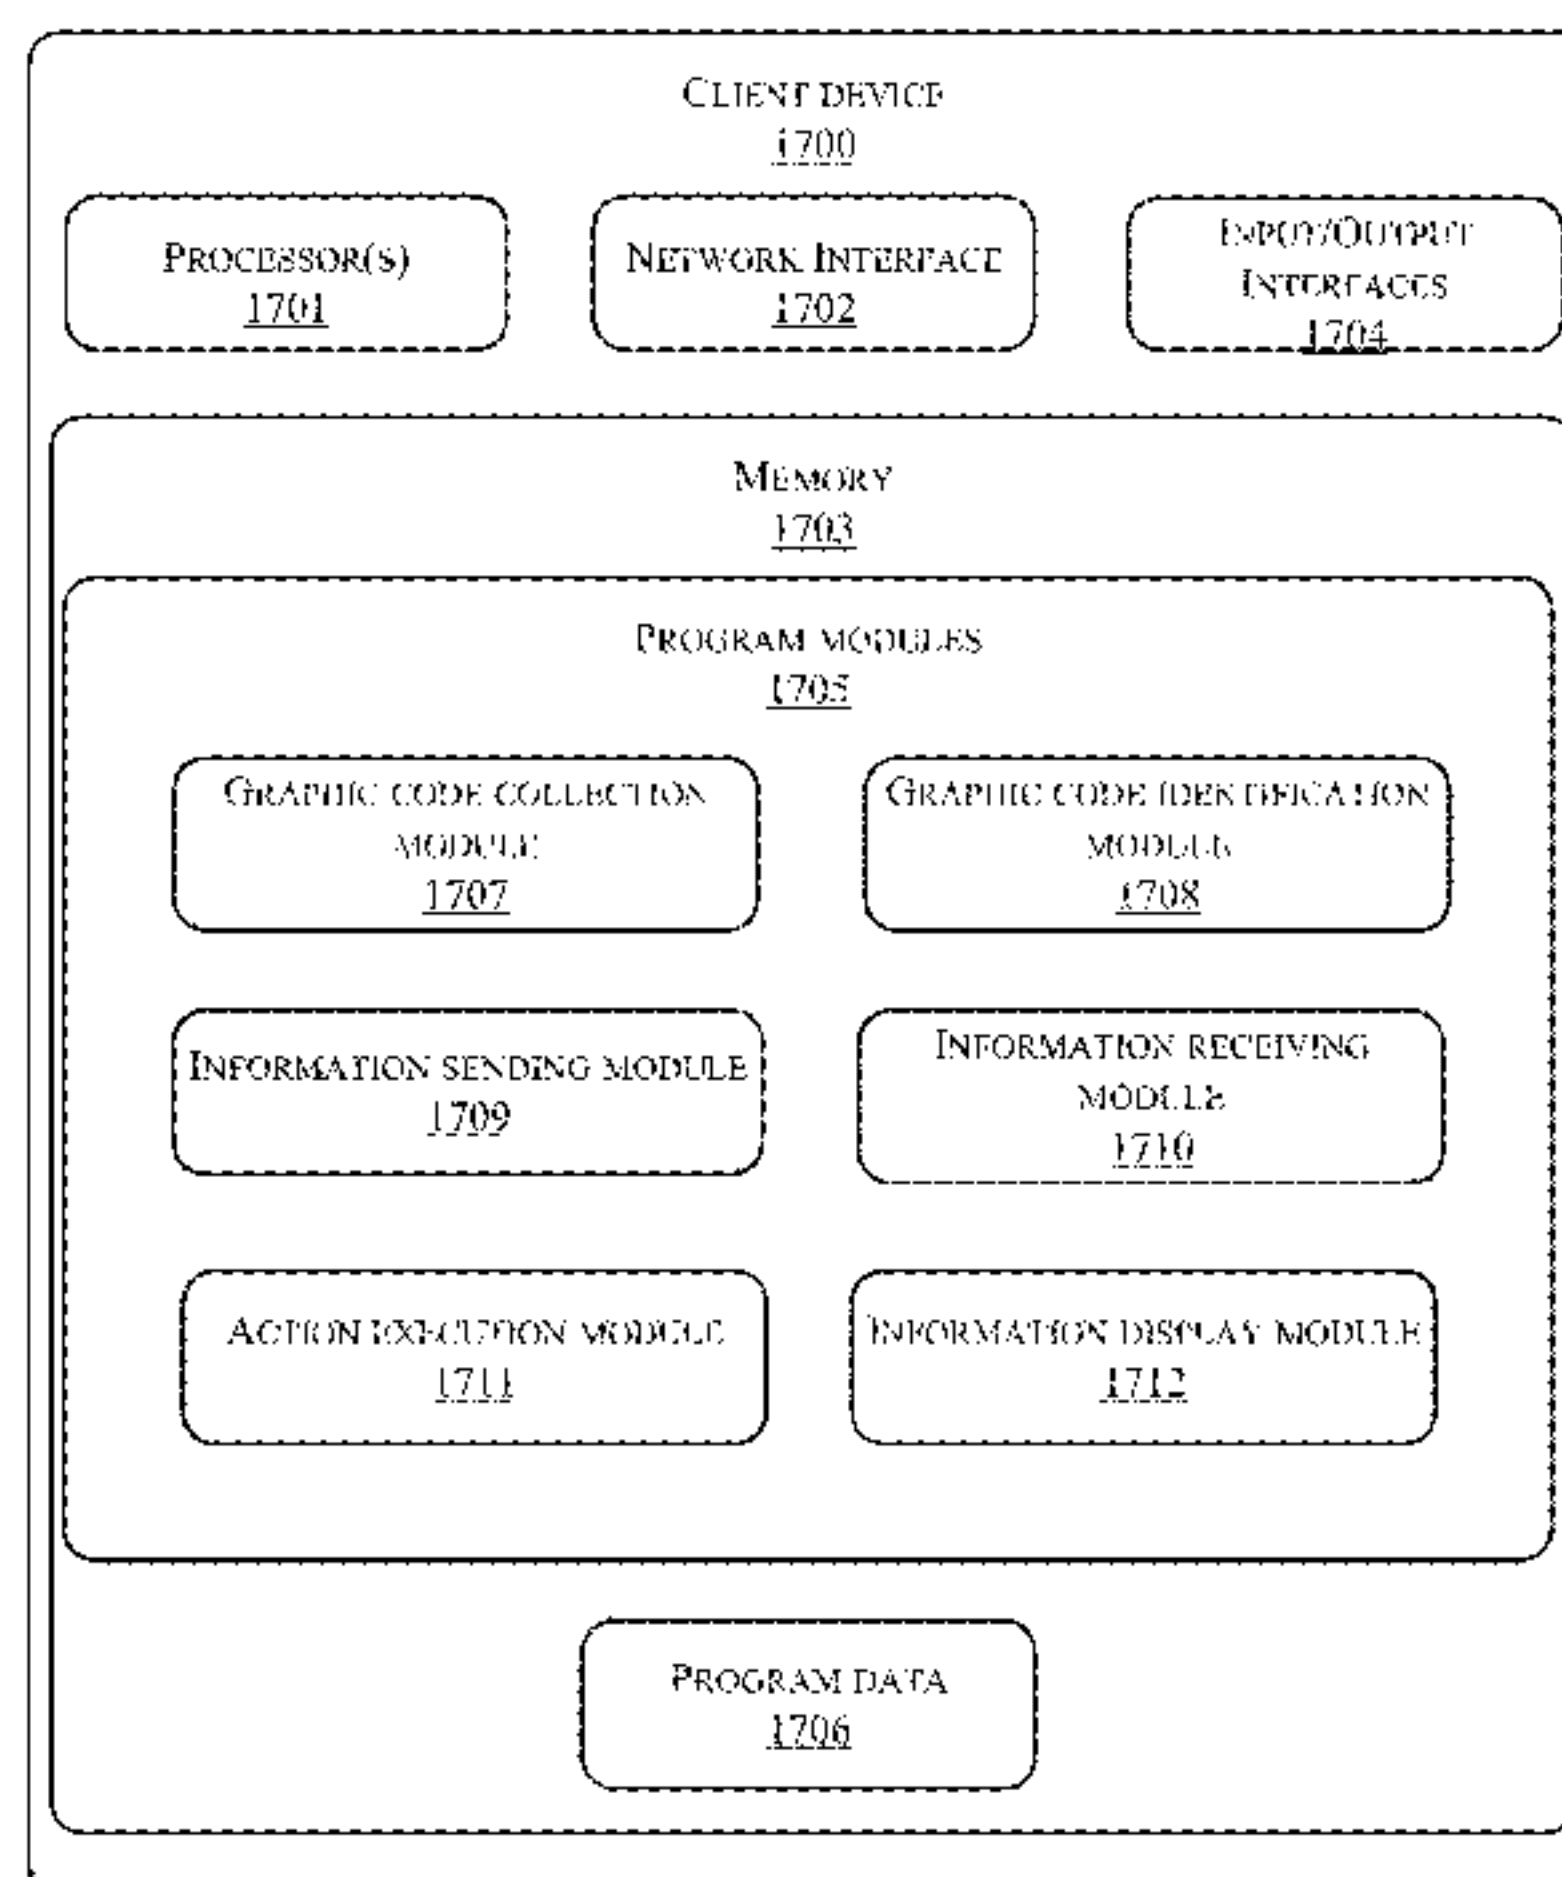 CLIENT DEVICE
1700
PROCESSOR(S)
1701
NETWORK INTERFACE
1702
INPUT/OUTPUT
INTERFACES
1704
MEMORY
1703
PROGRAM MODULES
1705
GRAPHIC CODE COLLECTION
MODULE
1707
GRAPHIC CODE IDENTIFICATION
MODULE
1708
INFORMATION SENDING MODULE
1709
INFORMATION RECEIVING
MODULE
1710
ACTION EXECUTION MODULE
1711
INFORMATION DISPLAY MODULE
1712
PROGRAM DATA
1706